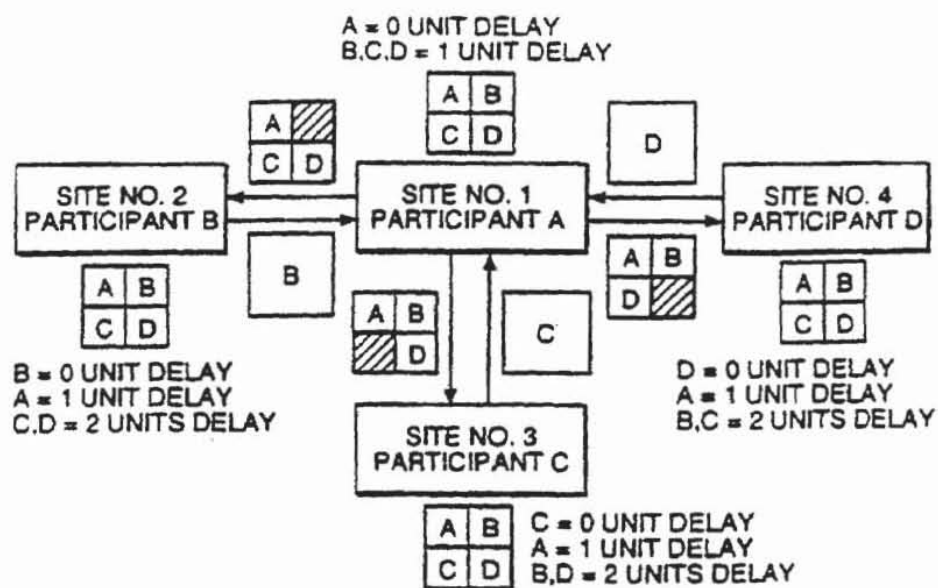 A = 0 UNIT DELAY
B,C,D = 1 UNIT DELAY
A B
C D
A
C D
D
SITE NO. 2
PARTICIPANT B
SITE NO. 1
PARTICIPANT A
SITE NO. 4
PARTICIPANT D
A B
C D
B
A B
D
C
A B
D
A B
C D
B = 0 UNIT DELAY
A = 1 UNIT DELAY
C,D = 2 UNITS DELAY
D = 0 UNIT DELAY
A = 1 UNIT DELAY
B,C = 2 UNITS DELAY
SITE NO. 3
PARTICIPANT C
A B
C D
C = 0 UNIT DELAY
A = 1 UNIT DELAY
B,D = 2 UNITS DELAY